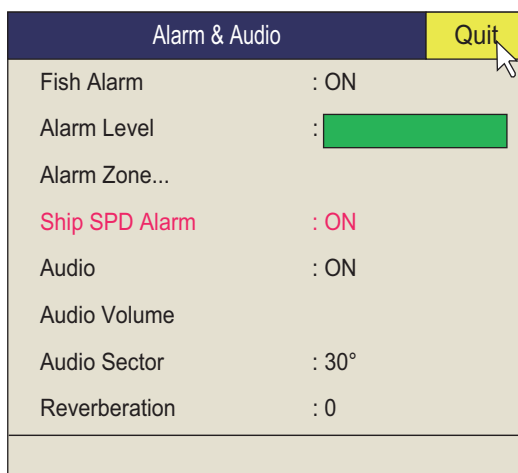 Alarm & Audio Quit
Fish Alarm : ON
Alarm Level :
Alarm Zone...
Ship SPD Alarm : ON
Audio : ON
Audio Volume
Audio Sector : 30°
Reverberation : 0